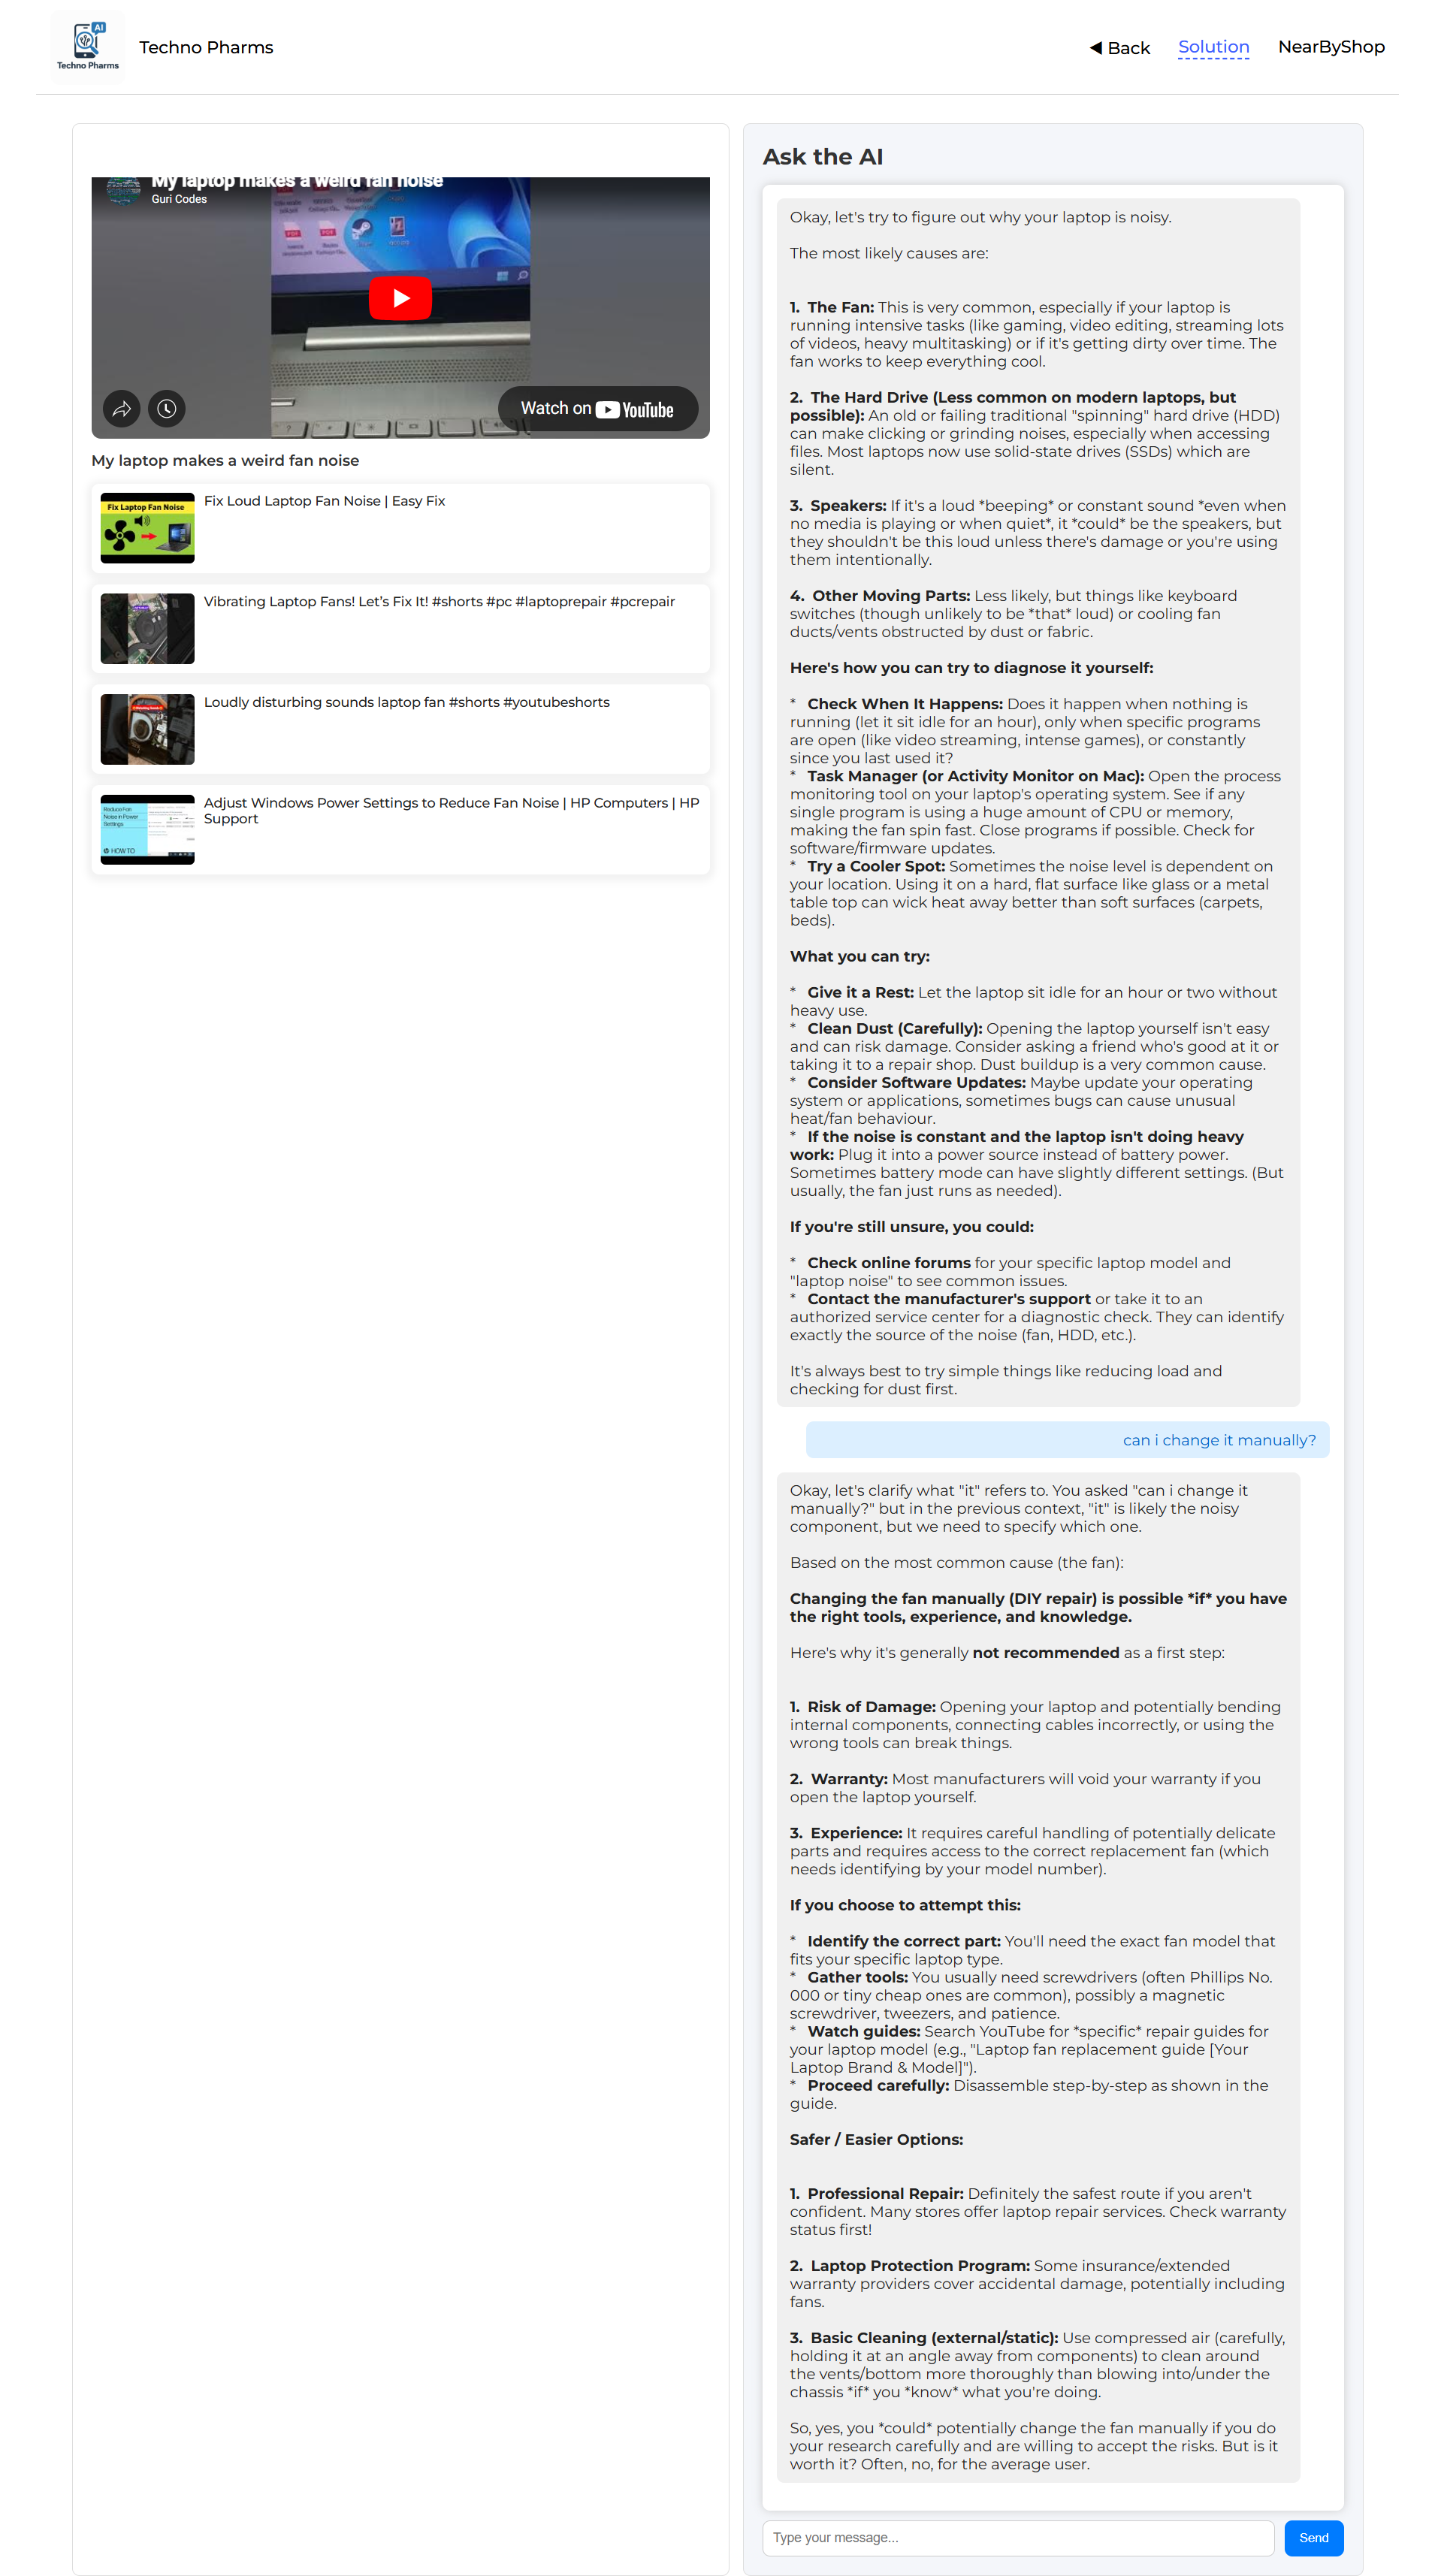 AI
Techno Pharms
Techno Pharms
◀ Back
Solution
NearByShop
My laptop makes a weird fan noise
Guri Codes
Watch on YouTube
My laptop makes a weird fan noise
Fix Laptop Fan Noise
Fix Loud Laptop Fan Noise | Easy Fix
Vibrating Laptop Fans! Let's Fix It! #shorts #pc #laptoprepair #pcrepair
Loudly disturbing sounds laptop fan #shorts #youtubeshorts
Reduce Fan
Noise in Power
Settings
HOW TO
Adjust Windows Power Settings to Reduce Fan Noise | HP Computers | HP
Support
Ask the AI
Okay, let's try to figure out why your laptop is noisy.
The most likely causes are:
1. The Fan: This is very common, especially if your laptop is
running intensive tasks (like gaming, video editing, streaming lots
of videos, heavy multitasking) or if it's getting dirty over time. The
fan works to keep everything cool.
2. The Hard Drive (Less common on modern laptops, but
possible): An old or failing traditional "spinning" hard drive (HDD)
can make clicking or grinding noises, especially when accessing
files. Most laptops now use solid-state drives (SSDs) which are
silent.
3. Speakers: If it's a loud *beeping* or constant sound *even when
no media is playing or when quiet*, it *could* be the speakers, but
they shouldn't be this loud unless there's damage or you're using
them intentionally.
4. Other Moving Parts: Less likely, but things like keyboard
switches (though unlikely to be *that* loud) or cooling fan
ducts/vents obstructed by dust or fabric.
Here's how you can try to diagnose it yourself:
* Check When It Happens: Does it happen when nothing is
running (let it sit idle for an hour), only when specific programs
are open (like video streaming, intense games), or constantly
since you last used it?
* Task Manager (or Activity Monitor on Mac): Open the process
monitoring tool on your laptop's operating system. See if any
single program is using a huge amount of CPU or memory,
making the fan spin fast. Close programs if possible. Check for
software/firmware updates.
* Try a Cooler Spot: Sometimes the noise level is dependent on
your location. Using it on a hard, flat surface like glass or a metal
table top can wick heat away better than soft surfaces (carpets,
beds).
What you can try:
* Give it a Rest: Let the laptop sit idle for an hour or two without
heavy use.
* Clean Dust (Carefully): Opening the laptop yourself isn't easy
and can risk damage. Consider asking a friend who's good at it or
taking it to a repair shop. Dust buildup is a very common cause.
* Consider Software Updates: Maybe update your operating
system or applications, sometimes bugs can cause unusual
heat/fan behaviour.
* If the noise is constant and the laptop isn't doing heavy
work: Plug it into a power source instead of battery power.
Sometimes battery mode can have slightly different settings. (But
usually, the fan just runs as needed).
If you're still unsure, you could:
* Check online forums for your specific laptop model and
"laptop noise" to see common issues.
* Contact the manufacturer's support or take it to an
authorized service center for a diagnostic check. They can identify
exactly the source of the noise (fan, HDD, etc.).
It's always best to try simple things like reducing load and
checking for dust first.
can i change it manually?
Okay, let's clarify what "it" refers to. You asked "can i change it
manually?" but in the previous context, "it" is likely the noisy
component, but we need to specify which one.
Based on the most common cause (the fan):
Changing the fan manually (DIY repair) is possible *if* you have
the right tools, experience, and knowledge.
Here's why it's generally not recommended as a first step:
1. Risk of Damage: Opening your laptop and potentially bending
internal components, connecting cables incorrectly, or using the
wrong tools can break things.
2. Warranty: Most manufacturers will void your warranty if you
open the laptop yourself.
3. Experience: It requires careful handling of potentially delicate
parts and requires access to the correct replacement fan (which
needs identifying by your model number).
If you choose to attempt this:
* Identify the correct part: You'll need the exact fan model that
fits your specific laptop type.
* Gather tools: You usually need screwdrivers (often Phillips No.
000 or tiny cheap ones are common), possibly a magnetic
screwdriver, tweezers, and patience.
* Watch guides: Search YouTube for *specific* repair guides for
your laptop model (e.g., "Laptop fan replacement guide [Your
Laptop Brand & Model]").
* Proceed carefully: Disassemble step-by-step as shown in the
guide.
Safer / Easier Options:
1. Professional Repair: Definitely the safest route if you aren't
confident. Many stores offer laptop repair services. Check warranty
status first!
2. Laptop Protection Program: Some insurance/extended
warranty providers cover accidental damage, potentially including
fans.
3. Basic Cleaning (external/static): Use compressed air (carefully,
holding it at an angle away from components) to clean around
the vents/bottom more thoroughly than blowing into/under the
chassis *if* you *know* what you're doing.
So, yes, you *could* potentially change the fan manually if you do
your research carefully and are willing to accept the risks. But is it
worth it? Often, no, for the average user.
Type your message...
Send